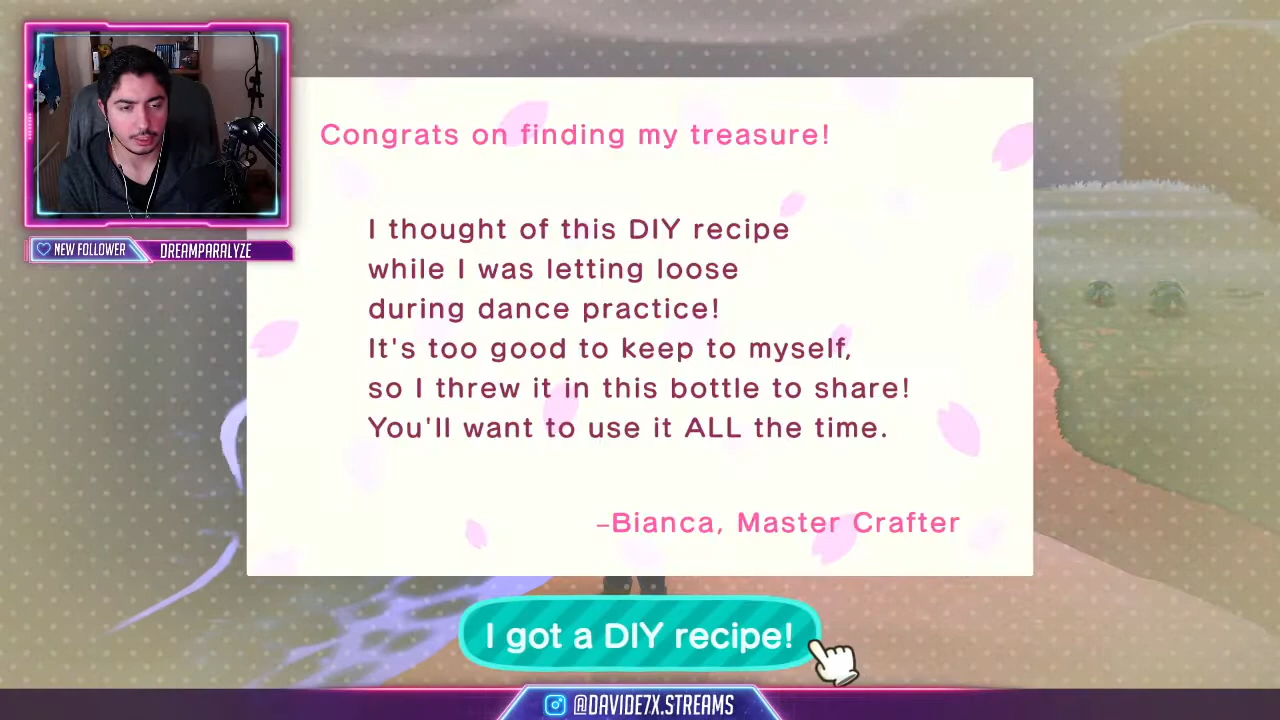 Congrats on finding my treasure!
I thought of this DIY recipe
while I was letting loose
during dance practice!
It's too good to keep to myself,
so I threw it in this bottle to share!
You'll want to use it ALL the time.
–Bianca, Master Crafter
NEW FOLLOWER DREAMPARALYZE
I got a DIY recipe!
@DAVIDE7X.STREAMS